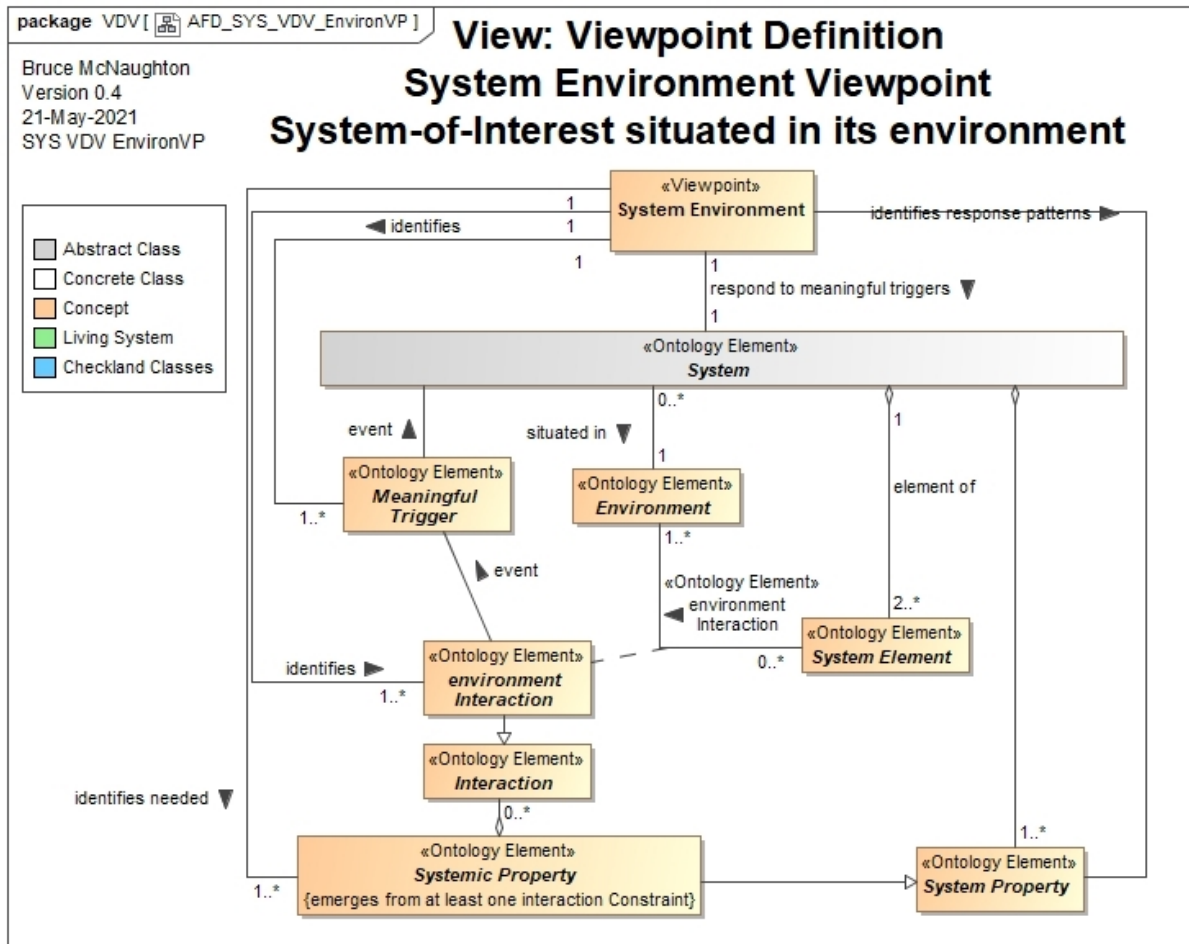 package VDV [ AFD_SYS_VDV_EnvironVP ]
View: Viewpoint Definition
System Environment Viewpoint
System-of-Interest situated in its environment
Bruce McNaughton
Version 0.4
21-May-2021
SYS VDV EnvironVP
Abstract Class
Concrete Class
Concept
Living System
Checkland Classes
«Viewpoint»
System Environment
1
identifies
1
1
identifies response patterns
1
respond to meaningful triggers
1
«Ontology Element»
System
event
0..*
situated in
1
1
element of
«Ontology Element»
Meaningful
Trigger
1..*
«Ontology Element»
Environment
1..*
event
«Ontology Element»
environment
Interaction
2..*
«Ontology Element»
System Element
0..*
identifies
1..*
«Ontology Element»
environment
Interaction
«Ontology Element»
Interaction
0..*
identifies needed
1..*
«Ontology Element»
Systemic Property
{emerges from at least one interaction Constraint}
1..*
«Ontology Element»
System Property